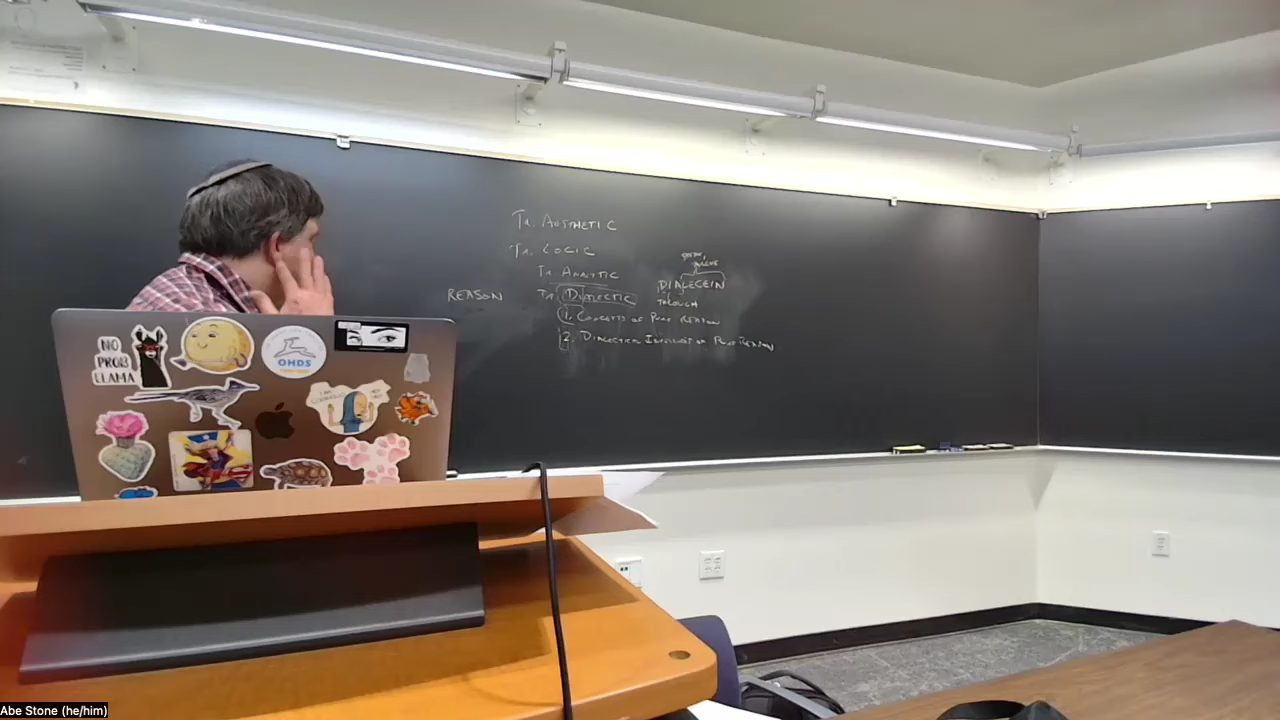 Tr. AESTHETIC
Tr. LOGIC
Tr. ANALYTIC
REASON Tr. DIALECTIC
DIALEGEIN
THROUGH
1. CONCEPTS OF PURE REASON
2. DIALECTICAL INFERENCES OF PURE REASON
NO
PROB
LLAMA
OHDS
Abe Stone (he/him)